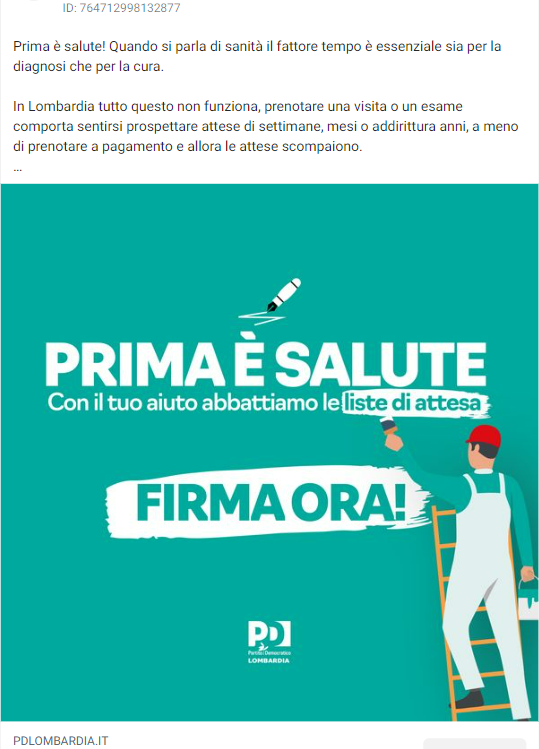 ID: 764712998132877
Prima è salute! Quando si parla di sanità il fattore tempo è essenziale sia per la
diagnosi che per la cura.
In Lombardia tutto questo non funziona, prenotare una visita o un esame
comporta sentirsi prospettare attese di settimane, mesi o addirittura anni, a meno
di prenotare a pagamento e allora le attese scompaiono.
...
PRIMA È SALUTE
Con il tuo aiuto abbattiamo le liste di attesa
FIRMA ORA!
PD
Partito Democratico
LOMBARDIA
PDLOMBARDIA.IT